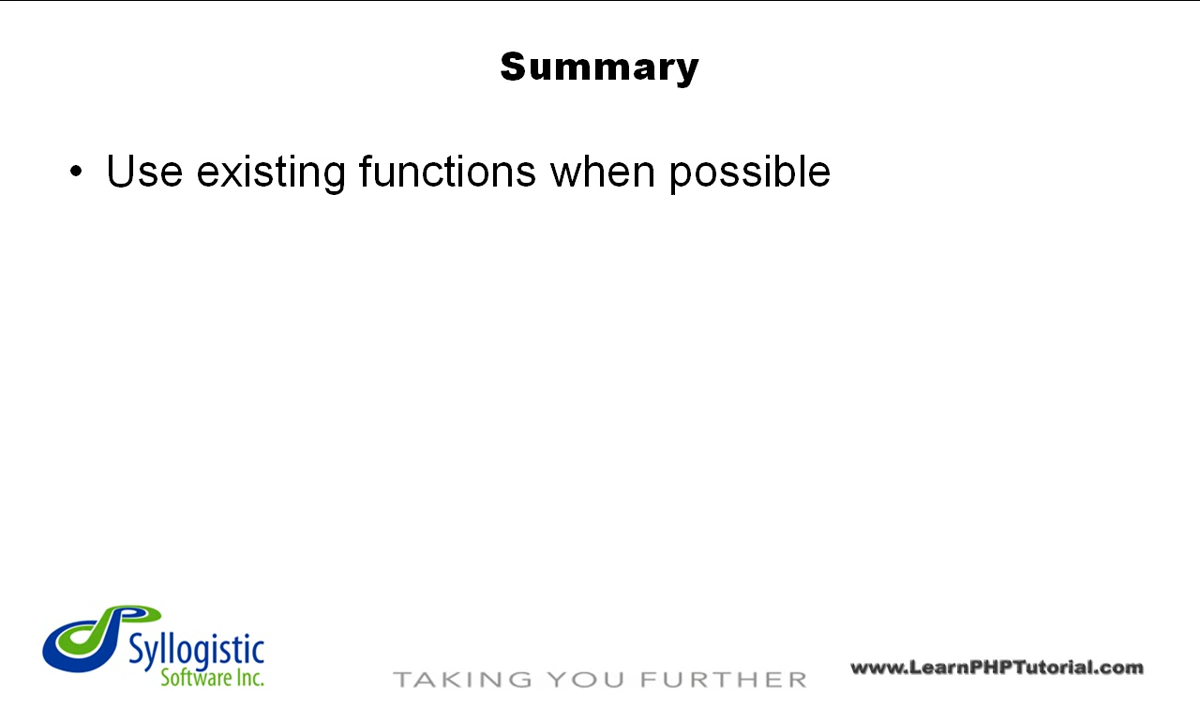 Summary
• Use existing functions when possible
Syllogistic
Software Inc.
TAKING YOU FURTHER
www.LearnPHPTutorial.com